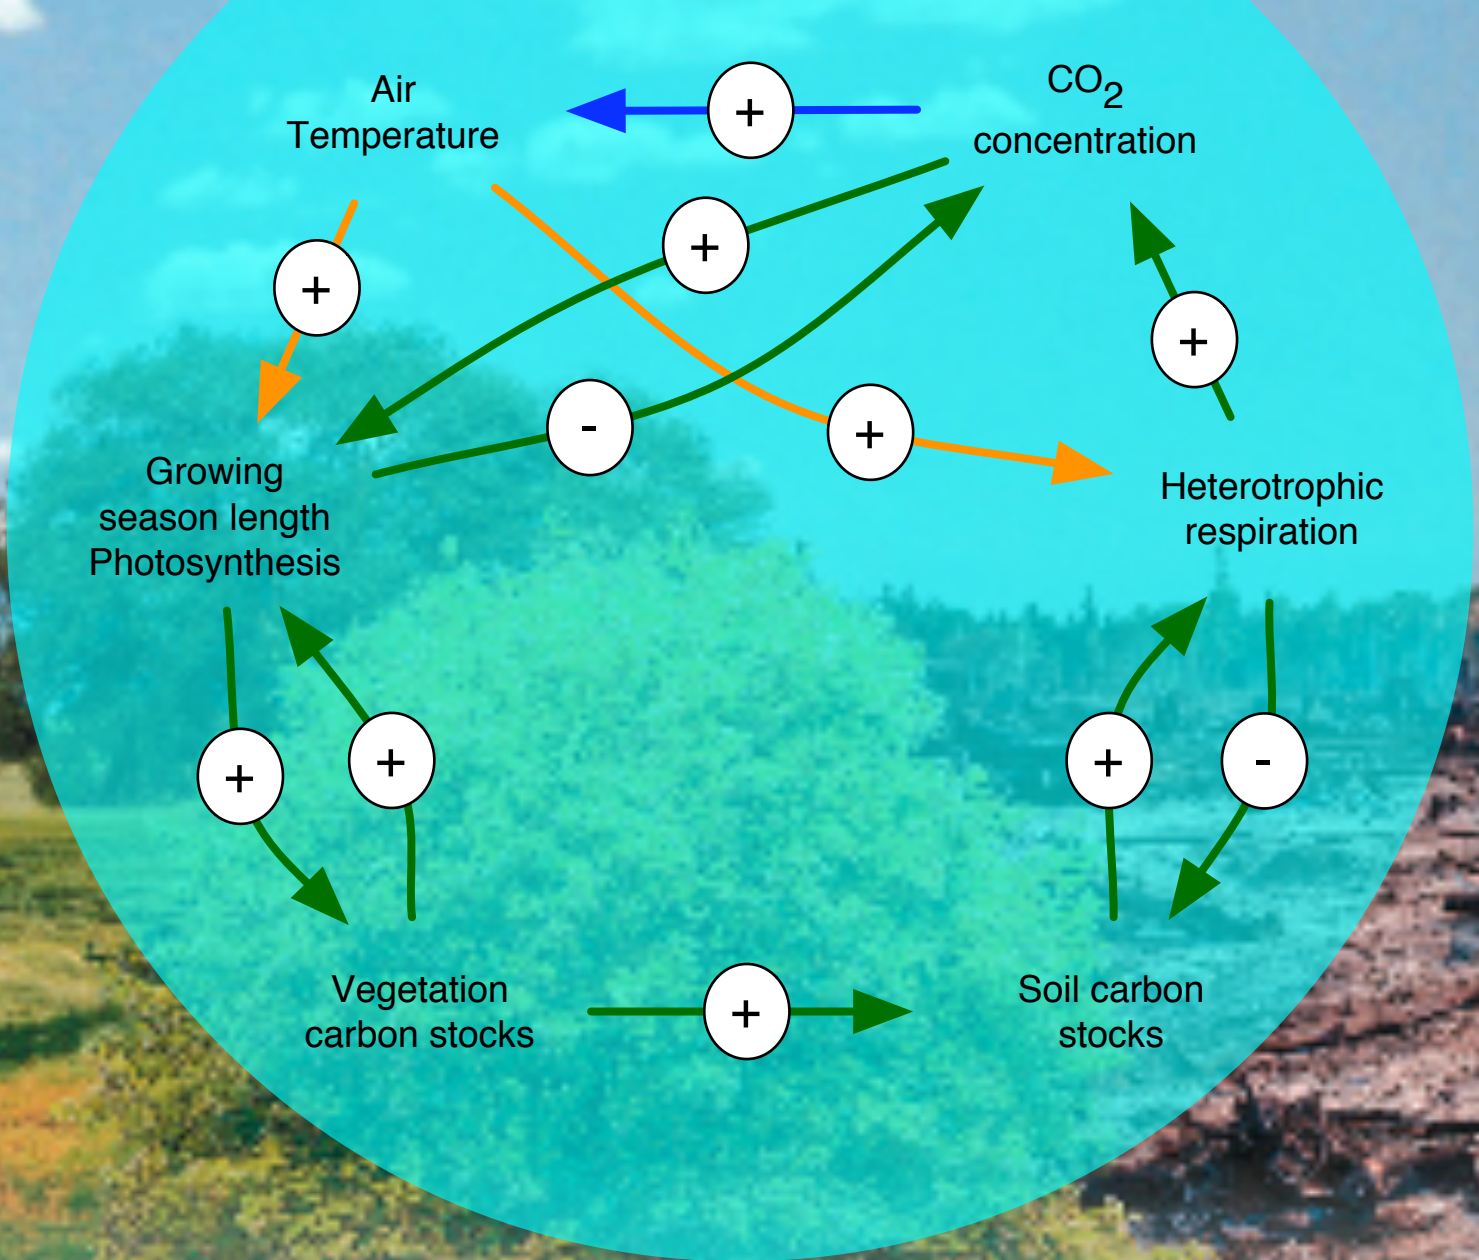 Air
Temperature
+
CO₂
concentration
+
+
+
-
+
Growing
season length
Photosynthesis
Heterotrophic
respiration
+
+
+
-
Vegetation
carbon stocks
+
Soil carbon
stocks